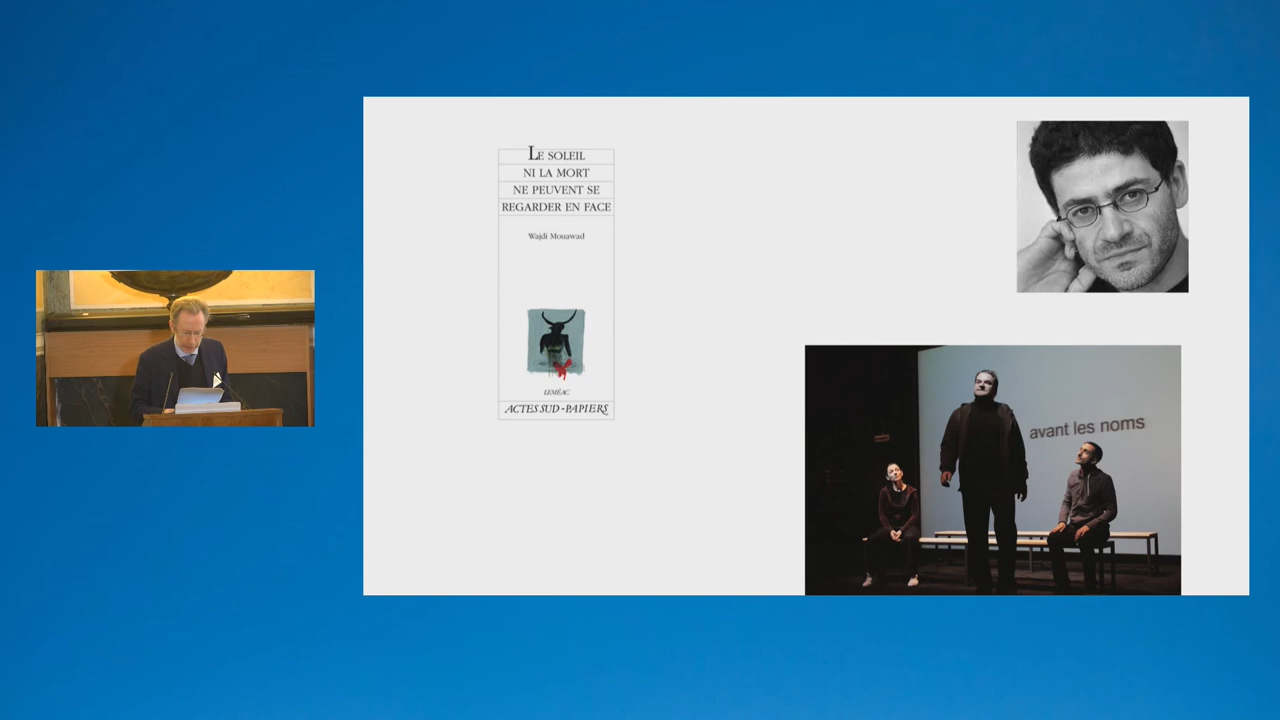 LE SOLEIL
NI LA MORT
NE PEUVENT SE
REGARDER EN FACE
Wajdi Mouawad
LEMÉAC
ACTES SUD-PAPIERS
avant les noms